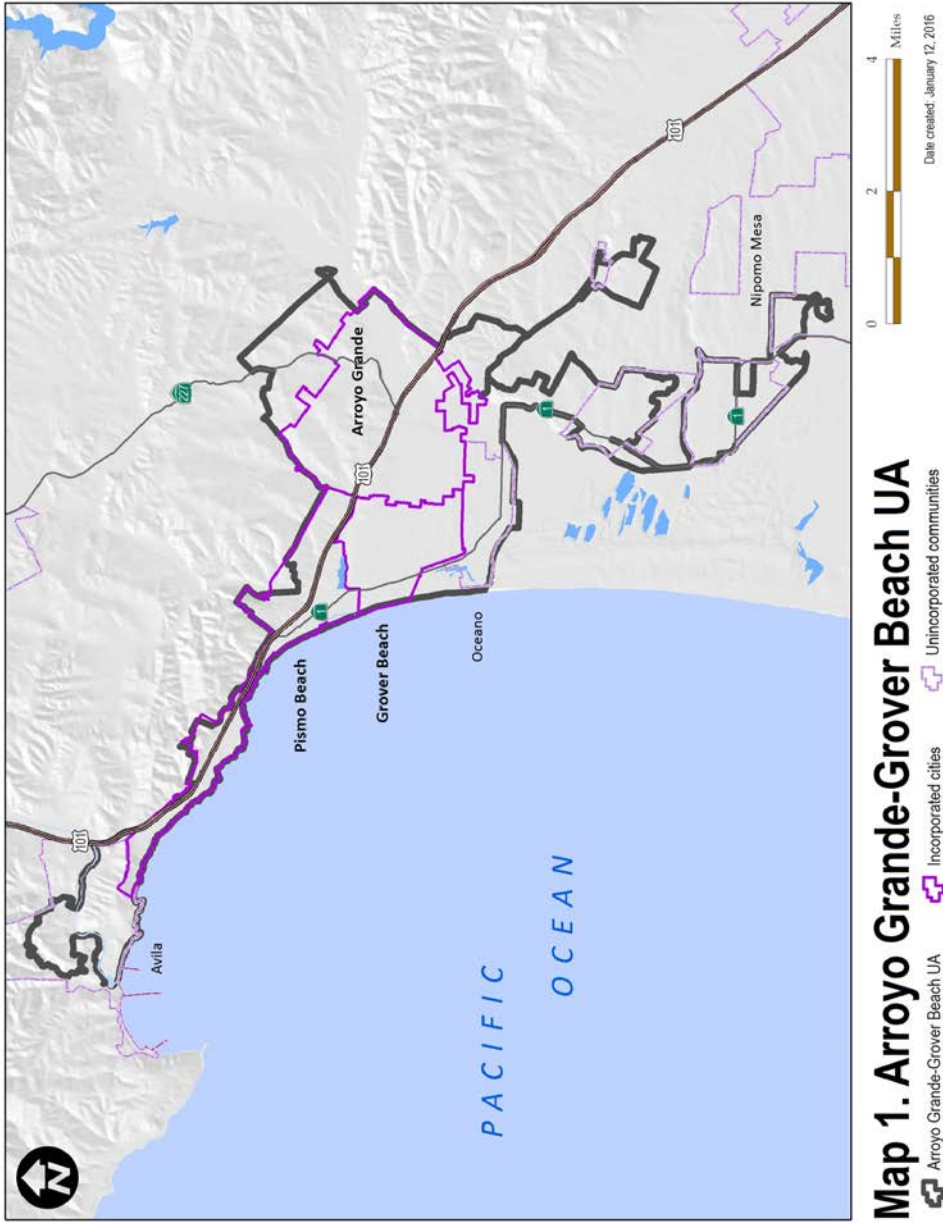 N
101
Avila
227
Pismo Beach
1
Grover Beach
101
Arroyo Grande
Oceano
1
101
1
Nipomo Mesa
PACIFIC
OCEAN
Map 1. Arroyo Grande-Grover Beach UA
Arroyo Grande-Grover Beach UA
Incorporated cities
Unincorporated communities
0 2 4
Miles
Date created: January 12, 2016